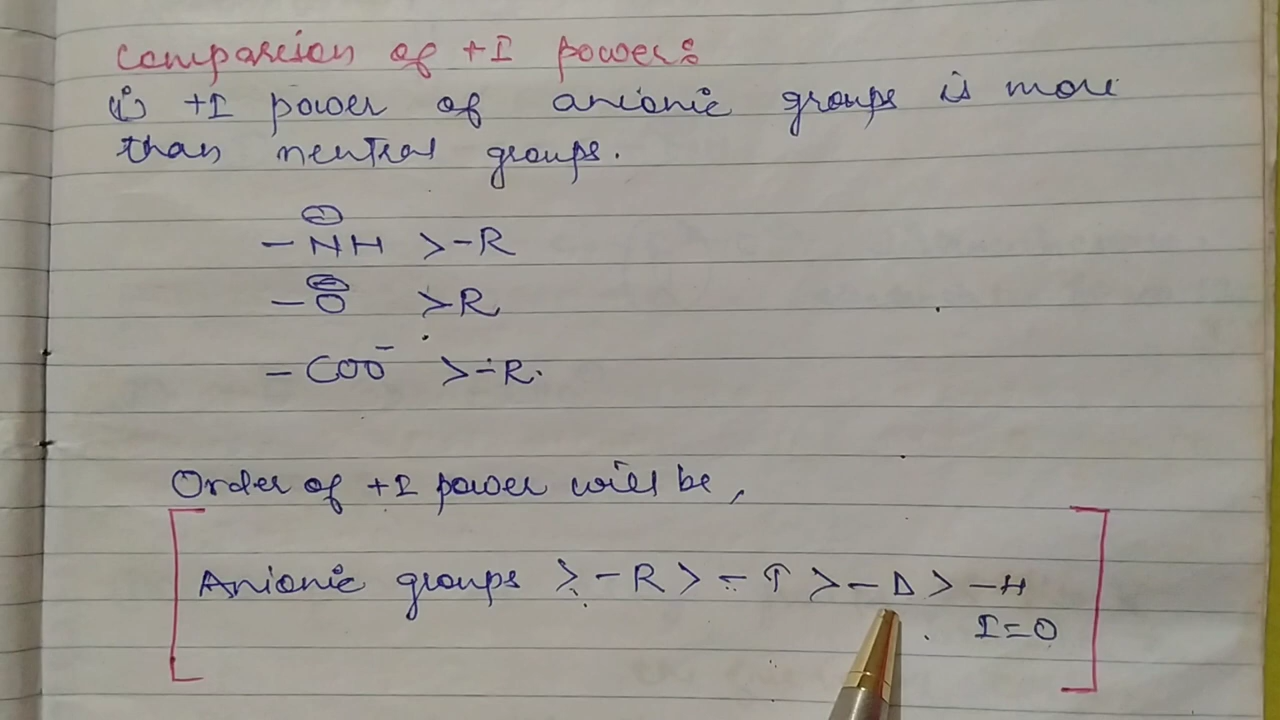 Comparsion of +I power:
(i) +I power of anionic groups is more
than neutral groups.
⊖
- NH > -R
⊖
- O > R
- COO⁻ > -R.
Order of +I power will be,
Anionic groups > -R > - T > - D > - H
I=0